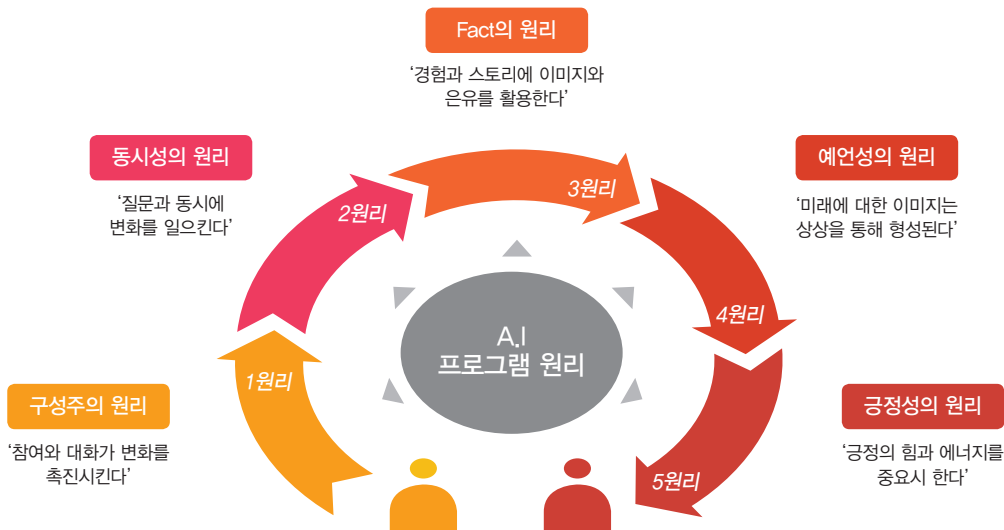 Fact의 원리
‘경험과 스토리에 이미지와
은유를 활용한다’
동시성의 원리
‘질문과 동시에
변화를 일으킨다’
예언성의 원리
‘미래에 대한 이미지는
상상을 통해 형성된다’
구성주의 원리
‘참여와 대화가 변화를
촉진시킨다’
긍정성의 원리
‘긍정의 힘과 에너지를
중요시 한다’
1원리
2원리
3원리
4원리
5원리
A.I
프로그램 원리